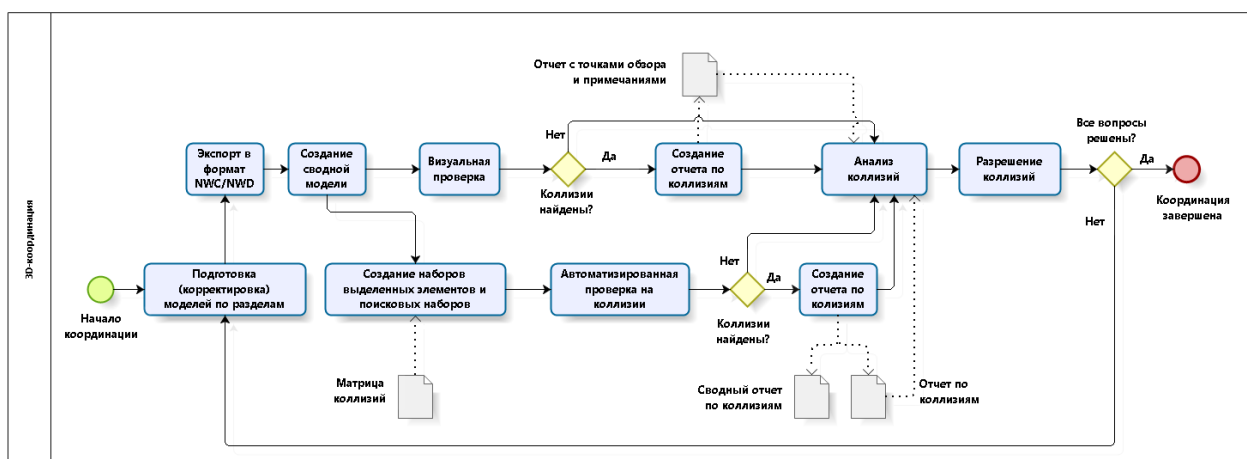 3D-координация
Начало
координации
Подготовка
(корректировка)
моделей по разделам
Экспорт в
формат
NWC/NWD
Создание
сводной
модели
Визуальная
проверка
Коллизии
найдены?
Нет
Да
Создание
отчета по
коллизиям
Отчет с точками обзора
и примечаниями
Анализ
коллизий
Разрешение
коллизий
Все вопросы
решены?
Да
Нет
Координация
завершена
Создание наборов
выделенных элементов и
поисковых наборов
Матрица
коллизий
Автоматизированная
проверка на
коллизии
Коллизии
найдены?
Нет
Да
Создание
отчета по
колизиям
Сводный отчет
по коллизиям
Отчет по
коллизиям